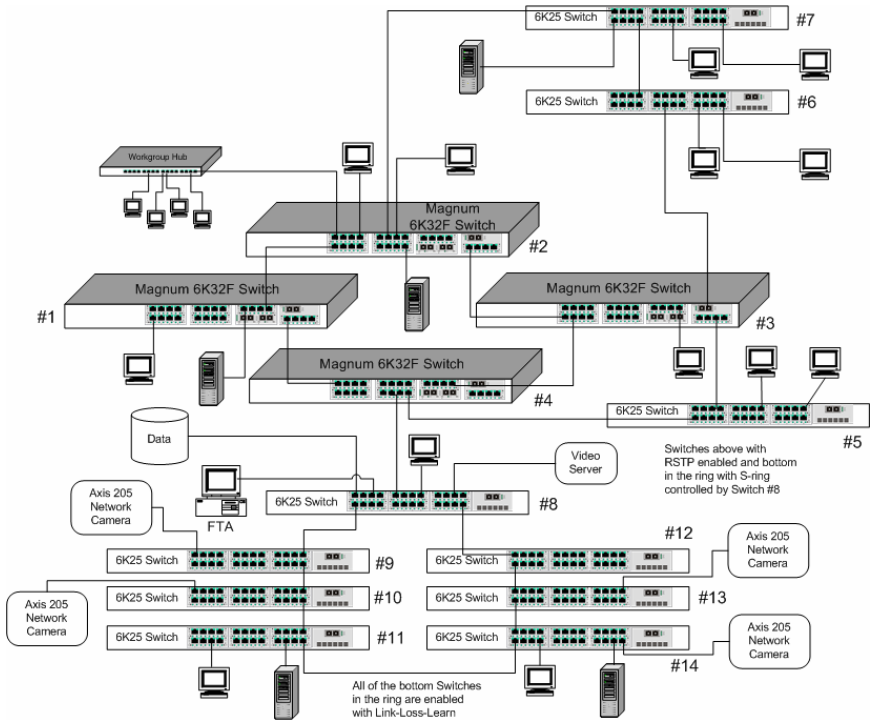 6K25 Switch
#7
6K25 Switch
#6
Workgroup Hub
Magnum
6K32F Switch
#2
Magnum 6K32F Switch
#1
Magnum 6K32F Switch
#3
Magnum 6K32F Switch
#4
6K25 Switch
#5
Data
Video
Server
Switches above with
RSTP enabled and bottom
in the ring with S-ring
controlled by Switch #8
Axis 205
Network
Camera
FTA
6K25 Switch
#8
#12
6K25 Switch
#9
6K25 Switch
Axis 205
Network
Camera
Axis 205
Network
Camera
6K25 Switch
#10
6K25 Switch
#13
6K25 Switch
#11
6K25 Switch
#14
Axis 205
Network
Camera
All of the bottom Switches
in the ring are enabled
with Link-Loss-Learn